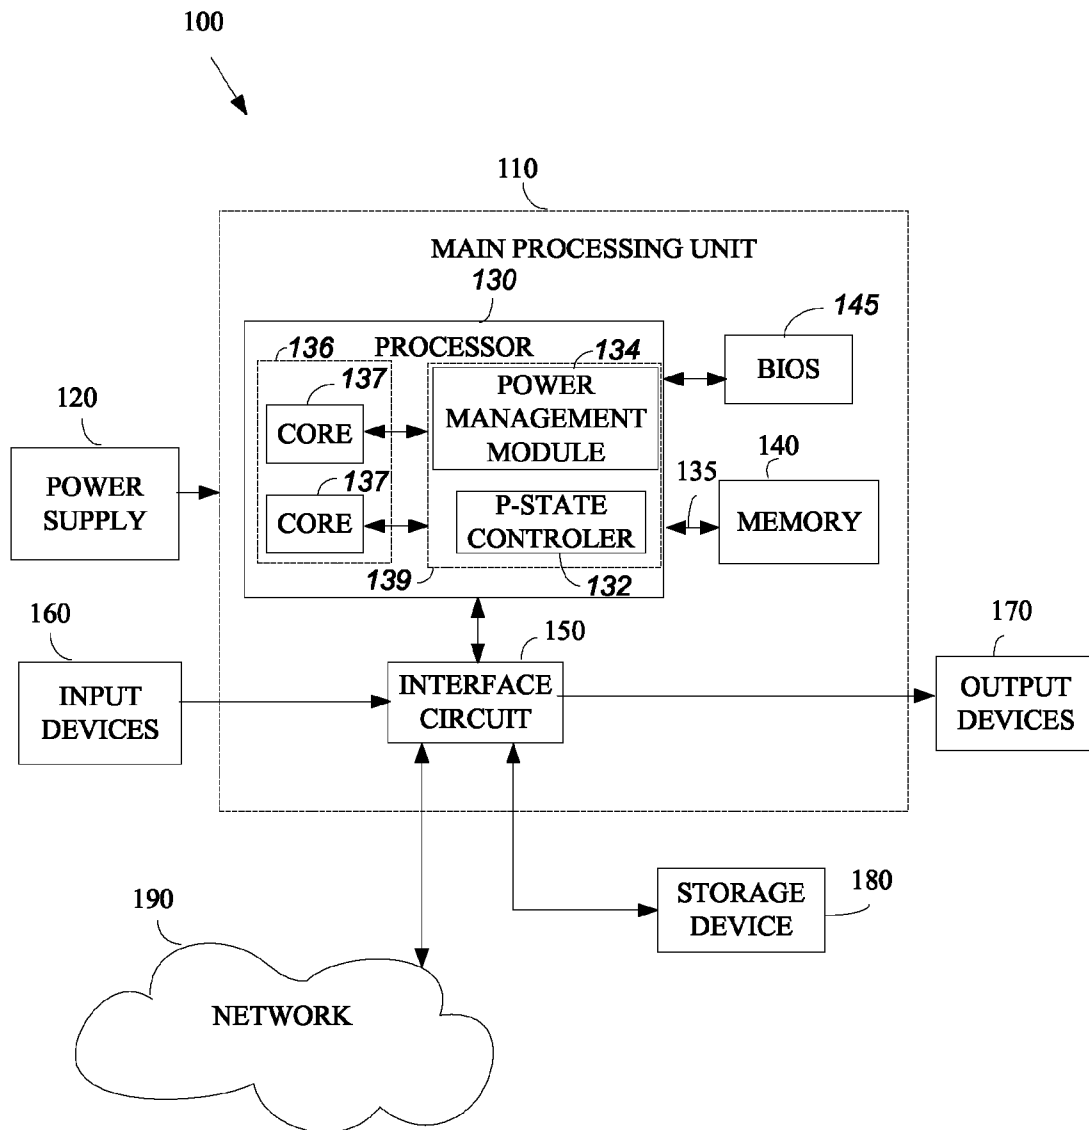 100
110
MAIN PROCESSING UNIT
130
145
136
PROCESSOR
134
BIOS
137
POWER
MANAGEMENT
MODULE
CORE
120
POWER
SUPPLY
137
CORE
135
140
MEMORY
P-STATE
CONTROLER
139
132
160
INPUT
DEVICES
150
INTERFACE
CIRCUIT
170
OUTPUT
DEVICES
STORAGE
DEVICE
180
190
NETWORK